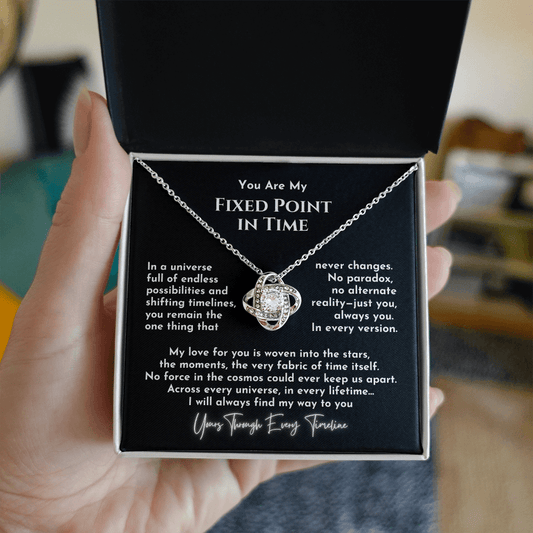 You Are My
FIXED POINT
IN TIME
In a universe
full of endless
possibilities and
shifting timelines,
you remain the
one thing that
never changes.
No paradox,
no alternate
reality—just you,
always you.
In every version.
My love for you is woven into the stars,
the moments, the very fabric of time itself.
No force in the cosmos could ever keep us apart.
Across every universe, in every lifetime...
I will always find my way to you
Yours Through Every Timeline